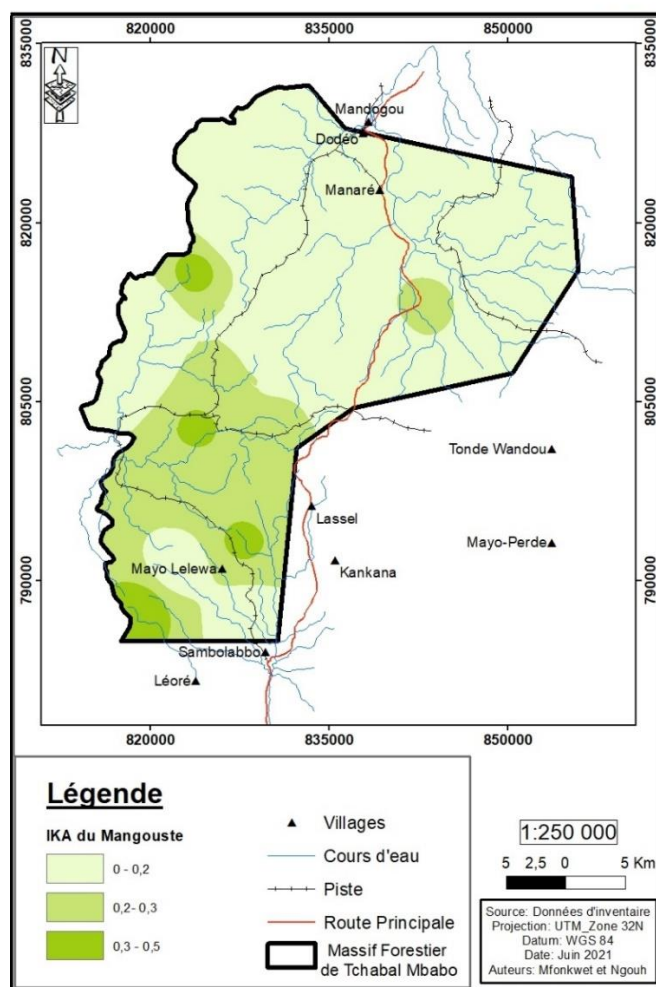 820000 835000 850000
835000
835000
N
Mandogou
Dodéo
Manaré
820000
820000
805000
805000
Tonde Wandou
Lassel
Mayo-Perde
Kankana
Mayo Lelewa
790000
790000
Sambolabbo
Léoré
820000 835000 850000
Légende
IKA du Mangouste
0 - 0,2
0,2- 0,3
0,3 - 0,5
Villages
Cours d'eau
Piste
Route Principale
Massif Forestier
de Tchabal Mbabo
1:250 000
5 2,5 0 5 Km
Source: Données d'inventaire
Projection: UTM_Zone 32N
Datum: WGS 84
Date: Juin 2021
Auteurs: Mfonkwet et Ngouh